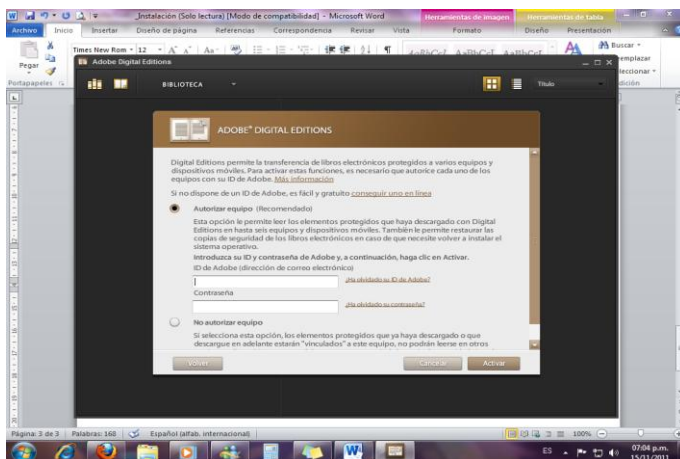 _Instalación (Solo lectura) [Modo de compatibilidad] - Microsoft Word
Herramientas de imagen
Herramientas de tabla
Archivo Inicio Insertar Diseño de página Referencias Correspondencia Revisar Vista Formato Diseño Presentación
Times New Rom 12
Buscar
Pegar
Portapapeles
Adobe Digital Editions
BIBLIOTECA
Título
ADOBE® DIGITAL EDITIONS
Digital Editions permite la transferencia de libros electrónicos protegidos a varios equipos y
dispositivos móviles. Para activar estas funciones, es necesario que autorice cada uno de los
equipos con su ID de Adobe. Más información
Si no dispone de un ID de Adobe, es fácil y gratuito conseguir uno en línea
Autorizar equipo (Recomendado)
Esta opción le permite leer los elementos protegidos que haya descargado con Digital
Editions en hasta seis equipos y dispositivos móviles. También le permite restaurar las
copias de seguridad de los libros electrónicos en caso de que necesite volver a instalar el
sistema operativo.
Introduzca su ID y contraseña de Adobe y, a continuación, haga clic en Activar.
ID de Adobe (dirección de correo electrónico)
¿Ha olvidado su ID de Adobe?
Contraseña
¿Ha olvidado su contraseña?
No autorizar equipo
Si selecciona esta opción, los elementos protegidos que ya haya descargado o que
descargue en adelante estarán "vinculados" a este equipo, no podrán leerse en otros
Volver Cancelar Activar
Página: 3 de 3 Palabras: 168 Español (alfab. internacional) 100%
ES 07:04 p.m.
15/11/2011